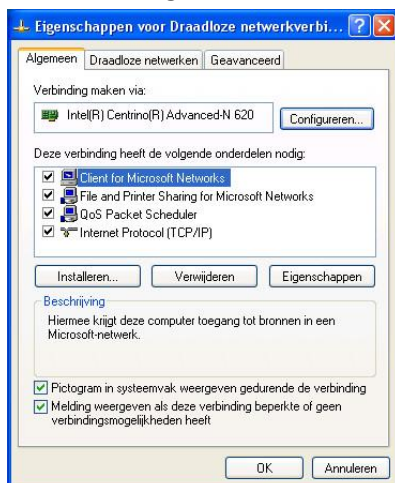 Eigenschappen voor Draadloze netwerkverbi...
Algemeen Draadloze netwerken Geavanceerd
Verbinding maken via:
Intel(R) Centrino(R) Advanced-N 620 Configureren...
Deze verbinding heeft de volgende onderdelen nodig:
Client for Microsoft Networks
File and Printer Sharing for Microsoft Networks
QoS Packet Scheduler
Internet Protocol (TCP/IP)
Installeren... Verwijderen Eigenschappen
Beschrijving
Hiermee krijgt deze computer toegang tot bronnen in een
Microsoft-netwerk.
Pictogram in systeemvak weergeven gedurende de verbinding
Melding weergeven als deze verbinding beperkte of geen
verbindingsmogelijkheden heeft
OK Annuleren